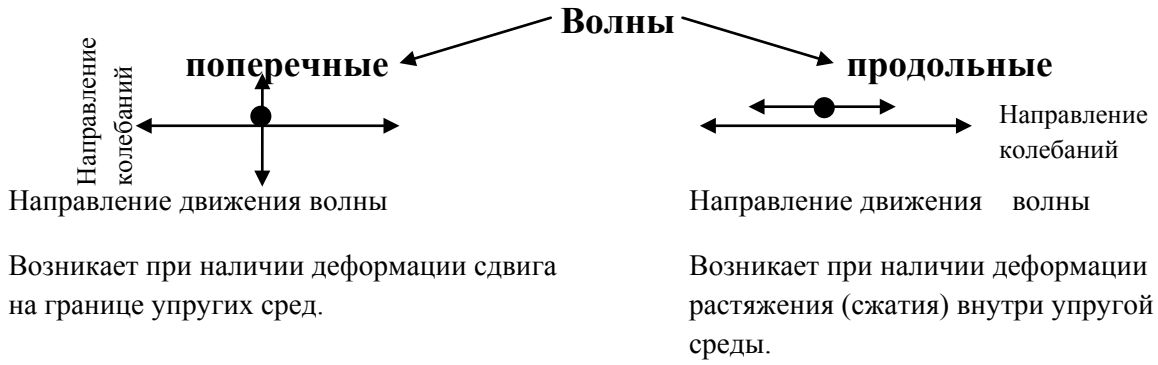 Волны
поперечные
Направление
колебаний
Направление движения волны
Возникает при наличии деформации сдвига
на границе упругих сред.
продольные
Направление
колебаний
Направление движения волны
Возникает при наличии деформации
растяжения (сжатия) внутри упругой
среды.